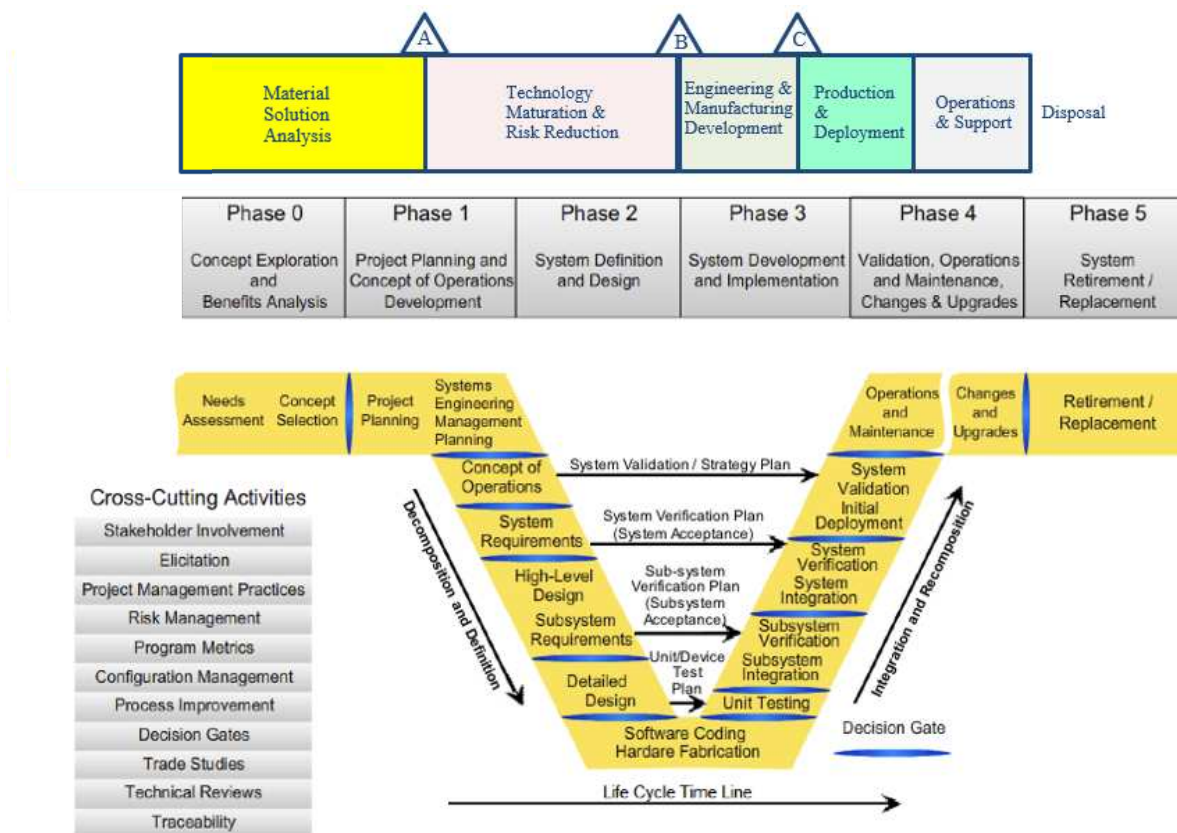 A
B
C
Material
Solution
Analysis
Technology
Maturation &
Risk Reduction
Engineering &
Manufacturing
Development
Production
&
Deployment
Operations
& Support
Disposal
Phase 0
Concept Exploration
and
Benefits Analysis
Phase 1
Project Planning and
Concept of Operations
Development
Phase 2
System Definition
and Design
Phase 3
System Development
and Implementation
Phase 4
Validation, Operations
and Maintenance,
Changes & Upgrades
Phase 5
System
Retirement /
Replacement
Needs
Assessment
Concept
Selection
Project
Planning
Systems
Engineering
Management
Planning
Operations
and
Maintenance
Changes
and
Upgrades
Retirement /
Replacement
Concept of
Operations
System Validation / Strategy Plan
System
Validation
Initial
Deployment
System
Requirements
System Verification Plan
(System Acceptance)
System
Verification
System
Integration
High-Level
Design
Subsystem
Requirements
Sub-system
Verification Plan
(Subsystem
Acceptance)
Subsystem
Verification
Subsystem
Integration
Detailed
Design
Unit/Device
Test
Plan
Unit Testing
Software Coding
Hardare Fabrication
Decomposition and Definition
Integration and Recomposition
Decision Gate
Life Cycle Time Line
Cross-Cutting Activities
Stakeholder Involvement
Elicitation
Project Management Practices
Risk Management
Program Metrics
Configuration Management
Process Improvement
Decision Gates
Trade Studies
Technical Reviews
Traceability